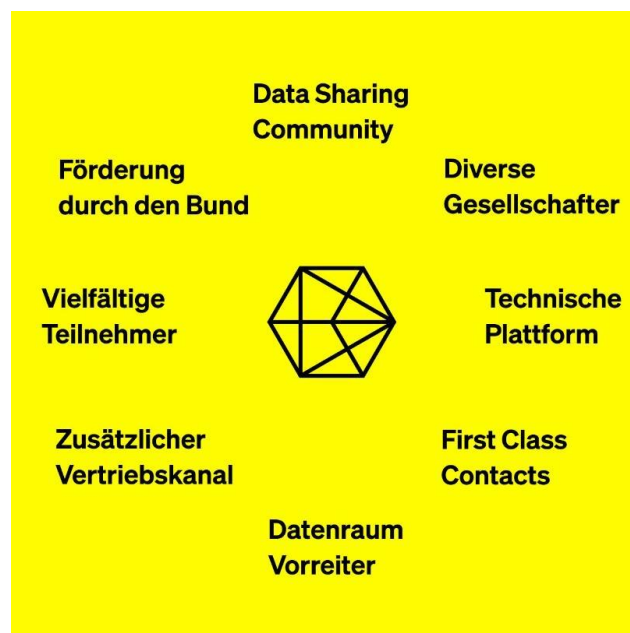 Data Sharing
Community
Förderung
durch den Bund
Diverse
Gesellschafter
Vielfältige
Teilnehmer
Technische
Plattform
Zusätzlicher
Vertriebskanal
First Class
Contacts
Datenraum
Vorreiter